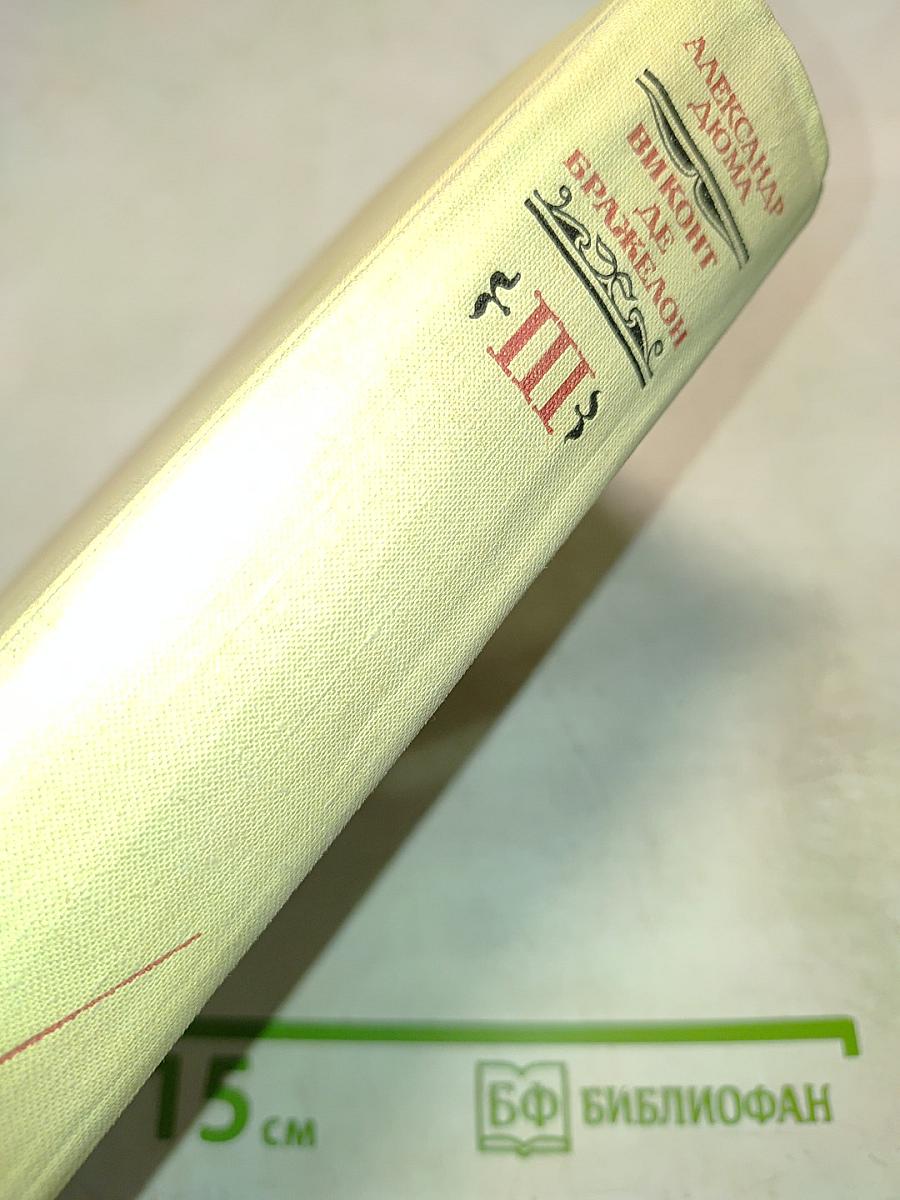 АЛЕКСАНДР
ДЮМА
ВИКОНТ
ДЕ
БРАЖЕЛОН
III
15 см
БФ БИБЛИОФАН